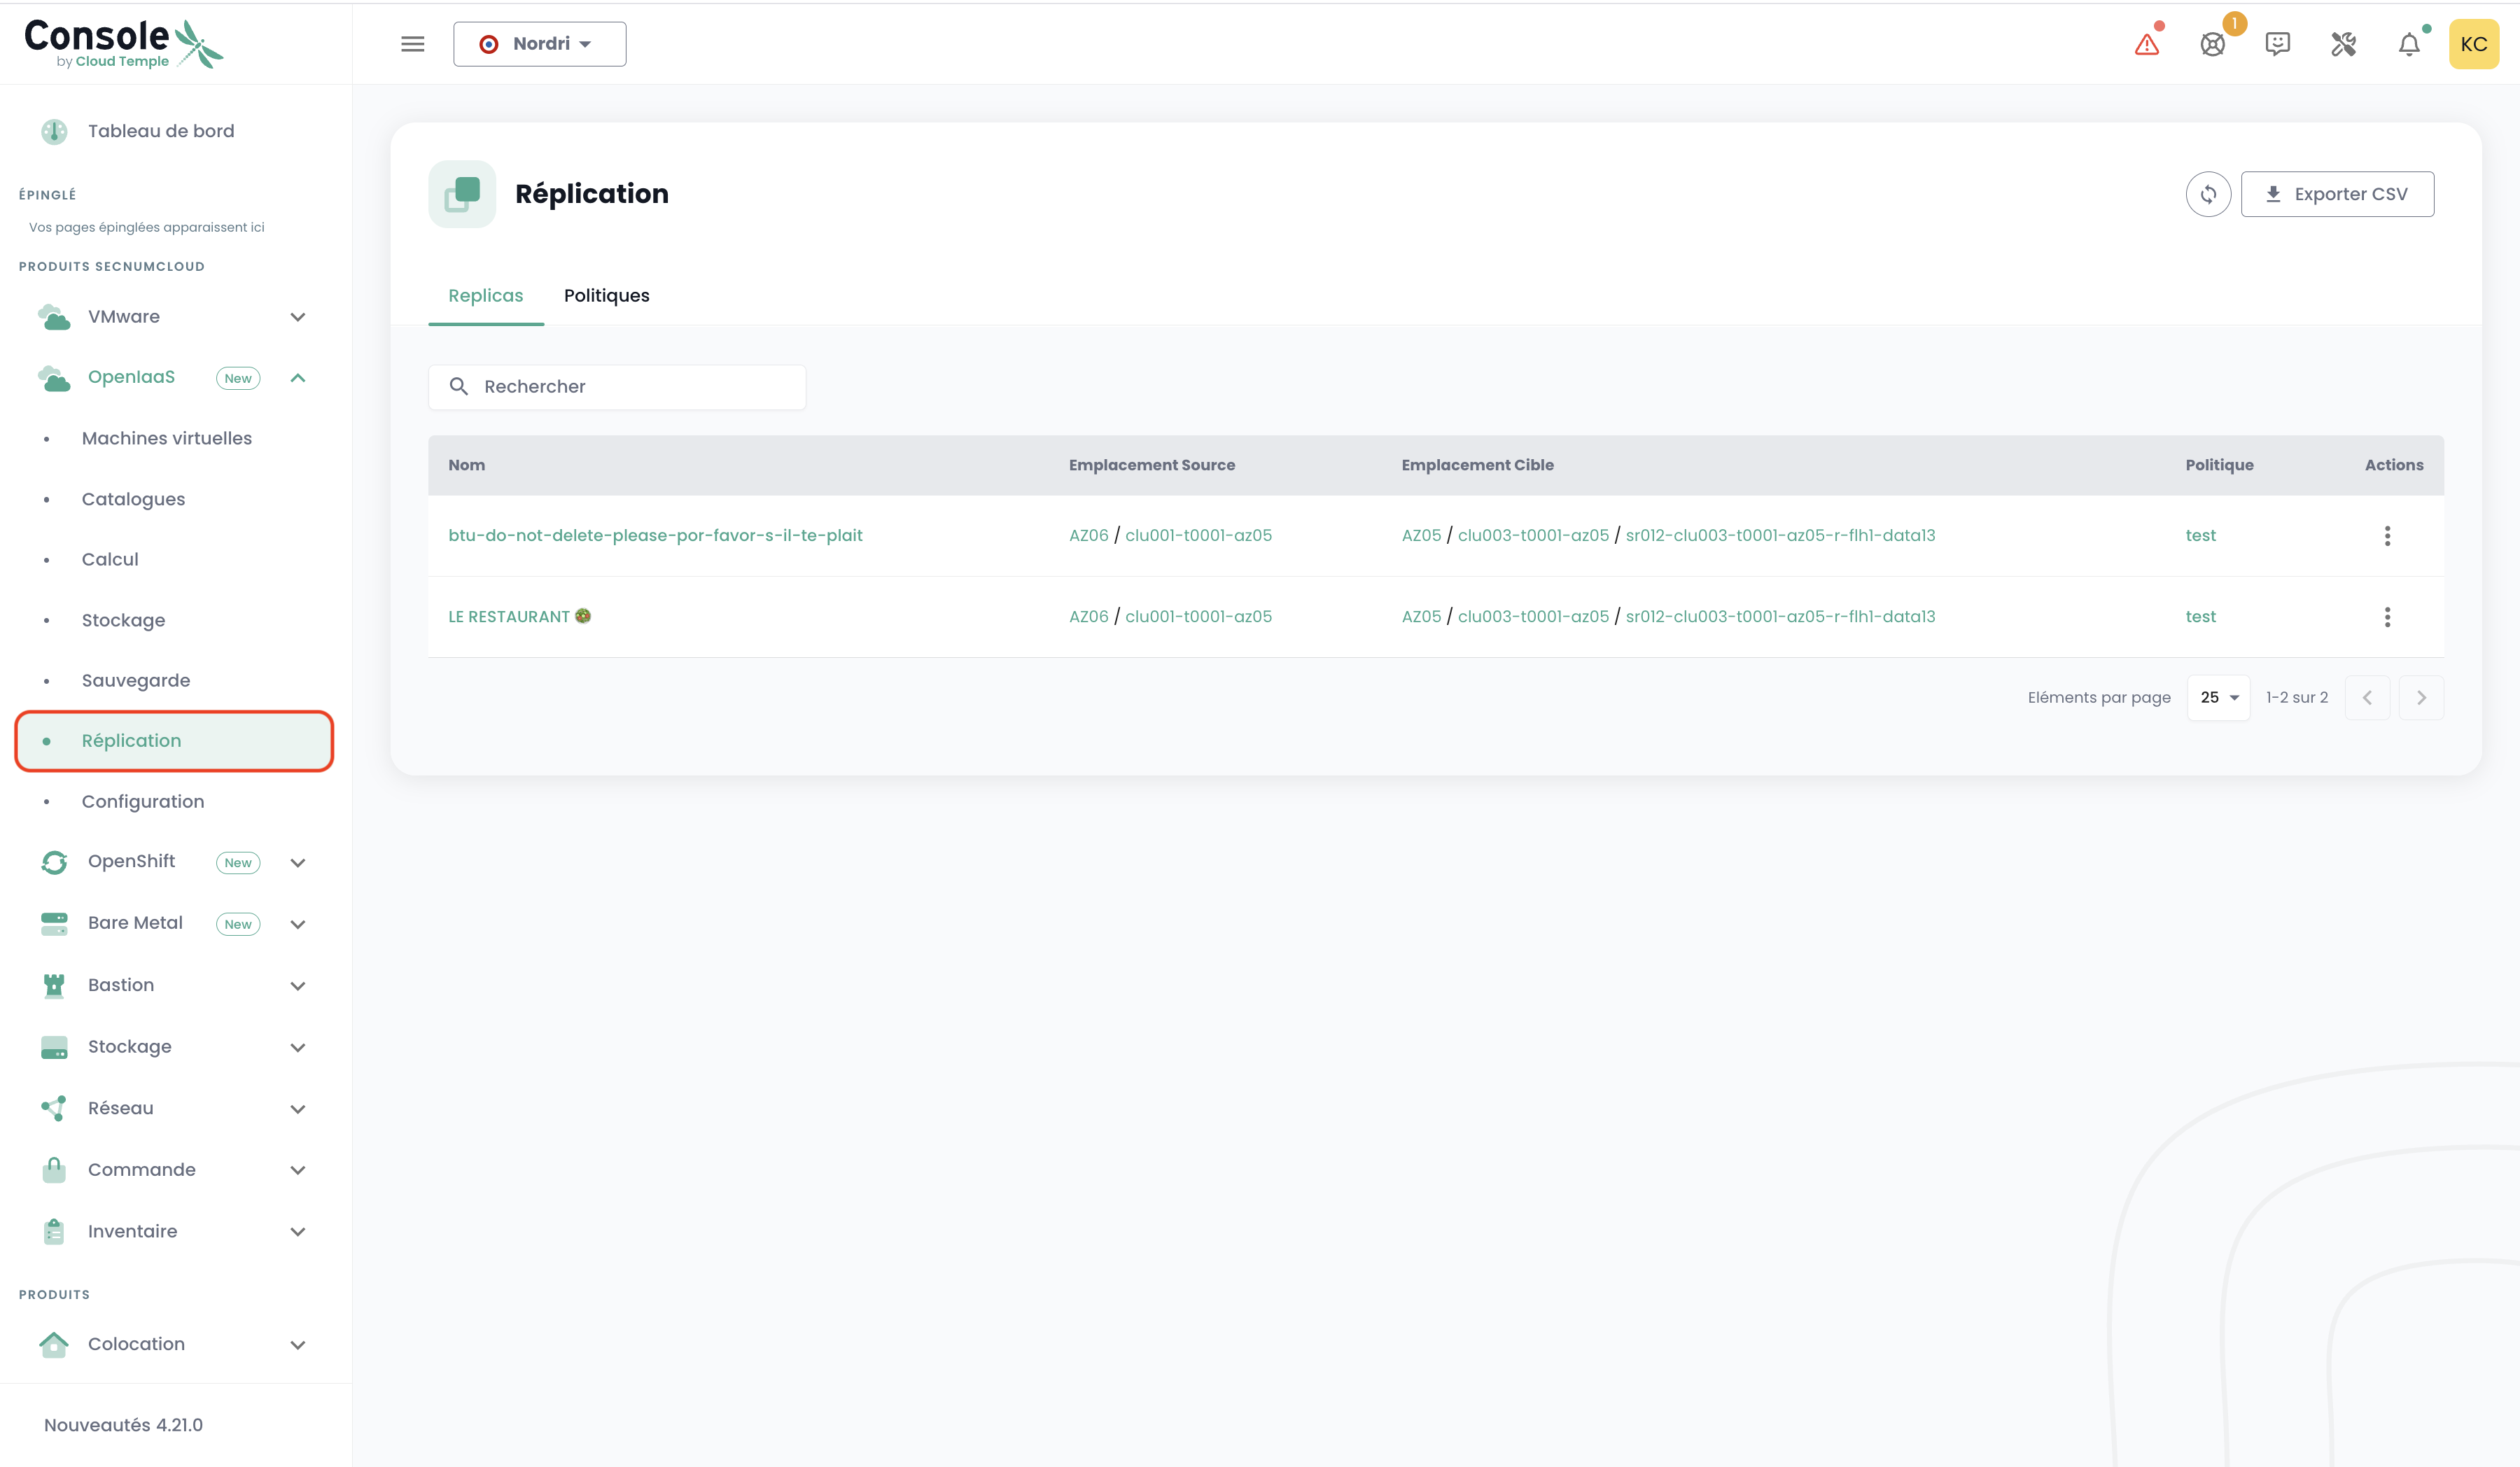 Console
by Cloud Temple
Nordri
1
KC
Tableau de bord
ÉPINGLÉ
Vos pages épinglées apparaissent ici
PRODUITS SECNUMCLOUD
VMware
OpenIaaS New
Machines virtuelles
Catalogues
Calcul
Stockage
Sauvegarde
Réplication
Configuration
OpenShift New
Bare Metal New
Bastion
Stockage
Réseau
Commande
Inventaire
PRODUITS
Colocation
Nouveautés 4.21.0
Réplication
Exporter CSV
Replicas Politiques
Rechercher
Nom Emplacement Source Emplacement Cible Politique Actions
btu-do-not-delete-please-por-favor-s-il-te-plait AZ06 / clu001-t0001-az05 AZ05 / clu003-t0001-az05 / sr012-clu003-t0001-az05-r-flh1-data13 test
LE RESTAURANT 🥗 AZ06 / clu001-t0001-az05 AZ05 / clu003-t0001-az05 / sr012-clu003-t0001-az05-r-flh1-data13 test
Eléments par page 25 1-2 sur 2